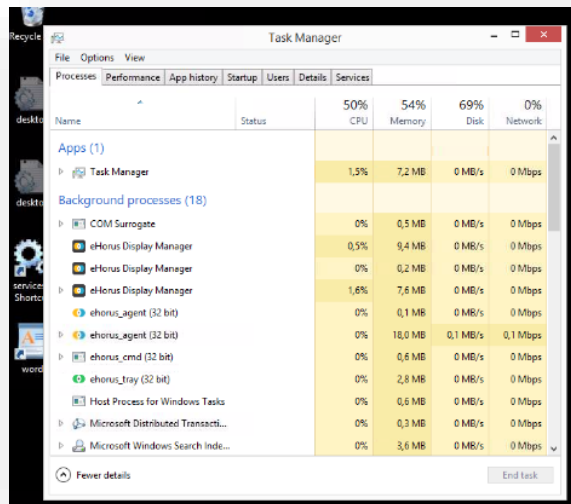 Recycle
Task Manager
File Options View
Processes Performance App history Startup Users Details Services
50% 54% 69% 0%
Name Status CPU Memory Disk Network
Apps (1)
Task Manager 1,5% 7,2 MB 0 MB/s 0 Mbps
Background processes (18)
COM Surrogate 0% 0,5 MB 0 MB/s 0 Mbps
eHorus Display Manager 0,5% 9,4 MB 0 MB/s 0 Mbps
eHorus Display Manager 0% 0,2 MB 0 MB/s 0 Mbps
eHorus Display Manager 1,6% 7,6 MB 0 MB/s 0 Mbps
ehorus_agent (32 bit) 0% 0,1 MB 0 MB/s 0 Mbps
ehorus_agent (32 bit) 0% 18,0 MB 0,1 MB/s 0,1 Mbps
ehorus_cmd (32 bit) 0% 0,6 MB 0 MB/s 0 Mbps
ehorus_tray (32 bit) 0% 2,8 MB 0 MB/s 0 Mbps
Host Process for Windows Tasks 0% 0,6 MB 0 MB/s 0 Mbps
Microsoft Distributed Transacti... 0% 0,3 MB 0 MB/s 0 Mbps
Microsoft Windows Search Inde... 0% 3,6 MB 0 MB/s 0 Mbps
Fewer details End task
deskto
deskto
service
Shortc
word